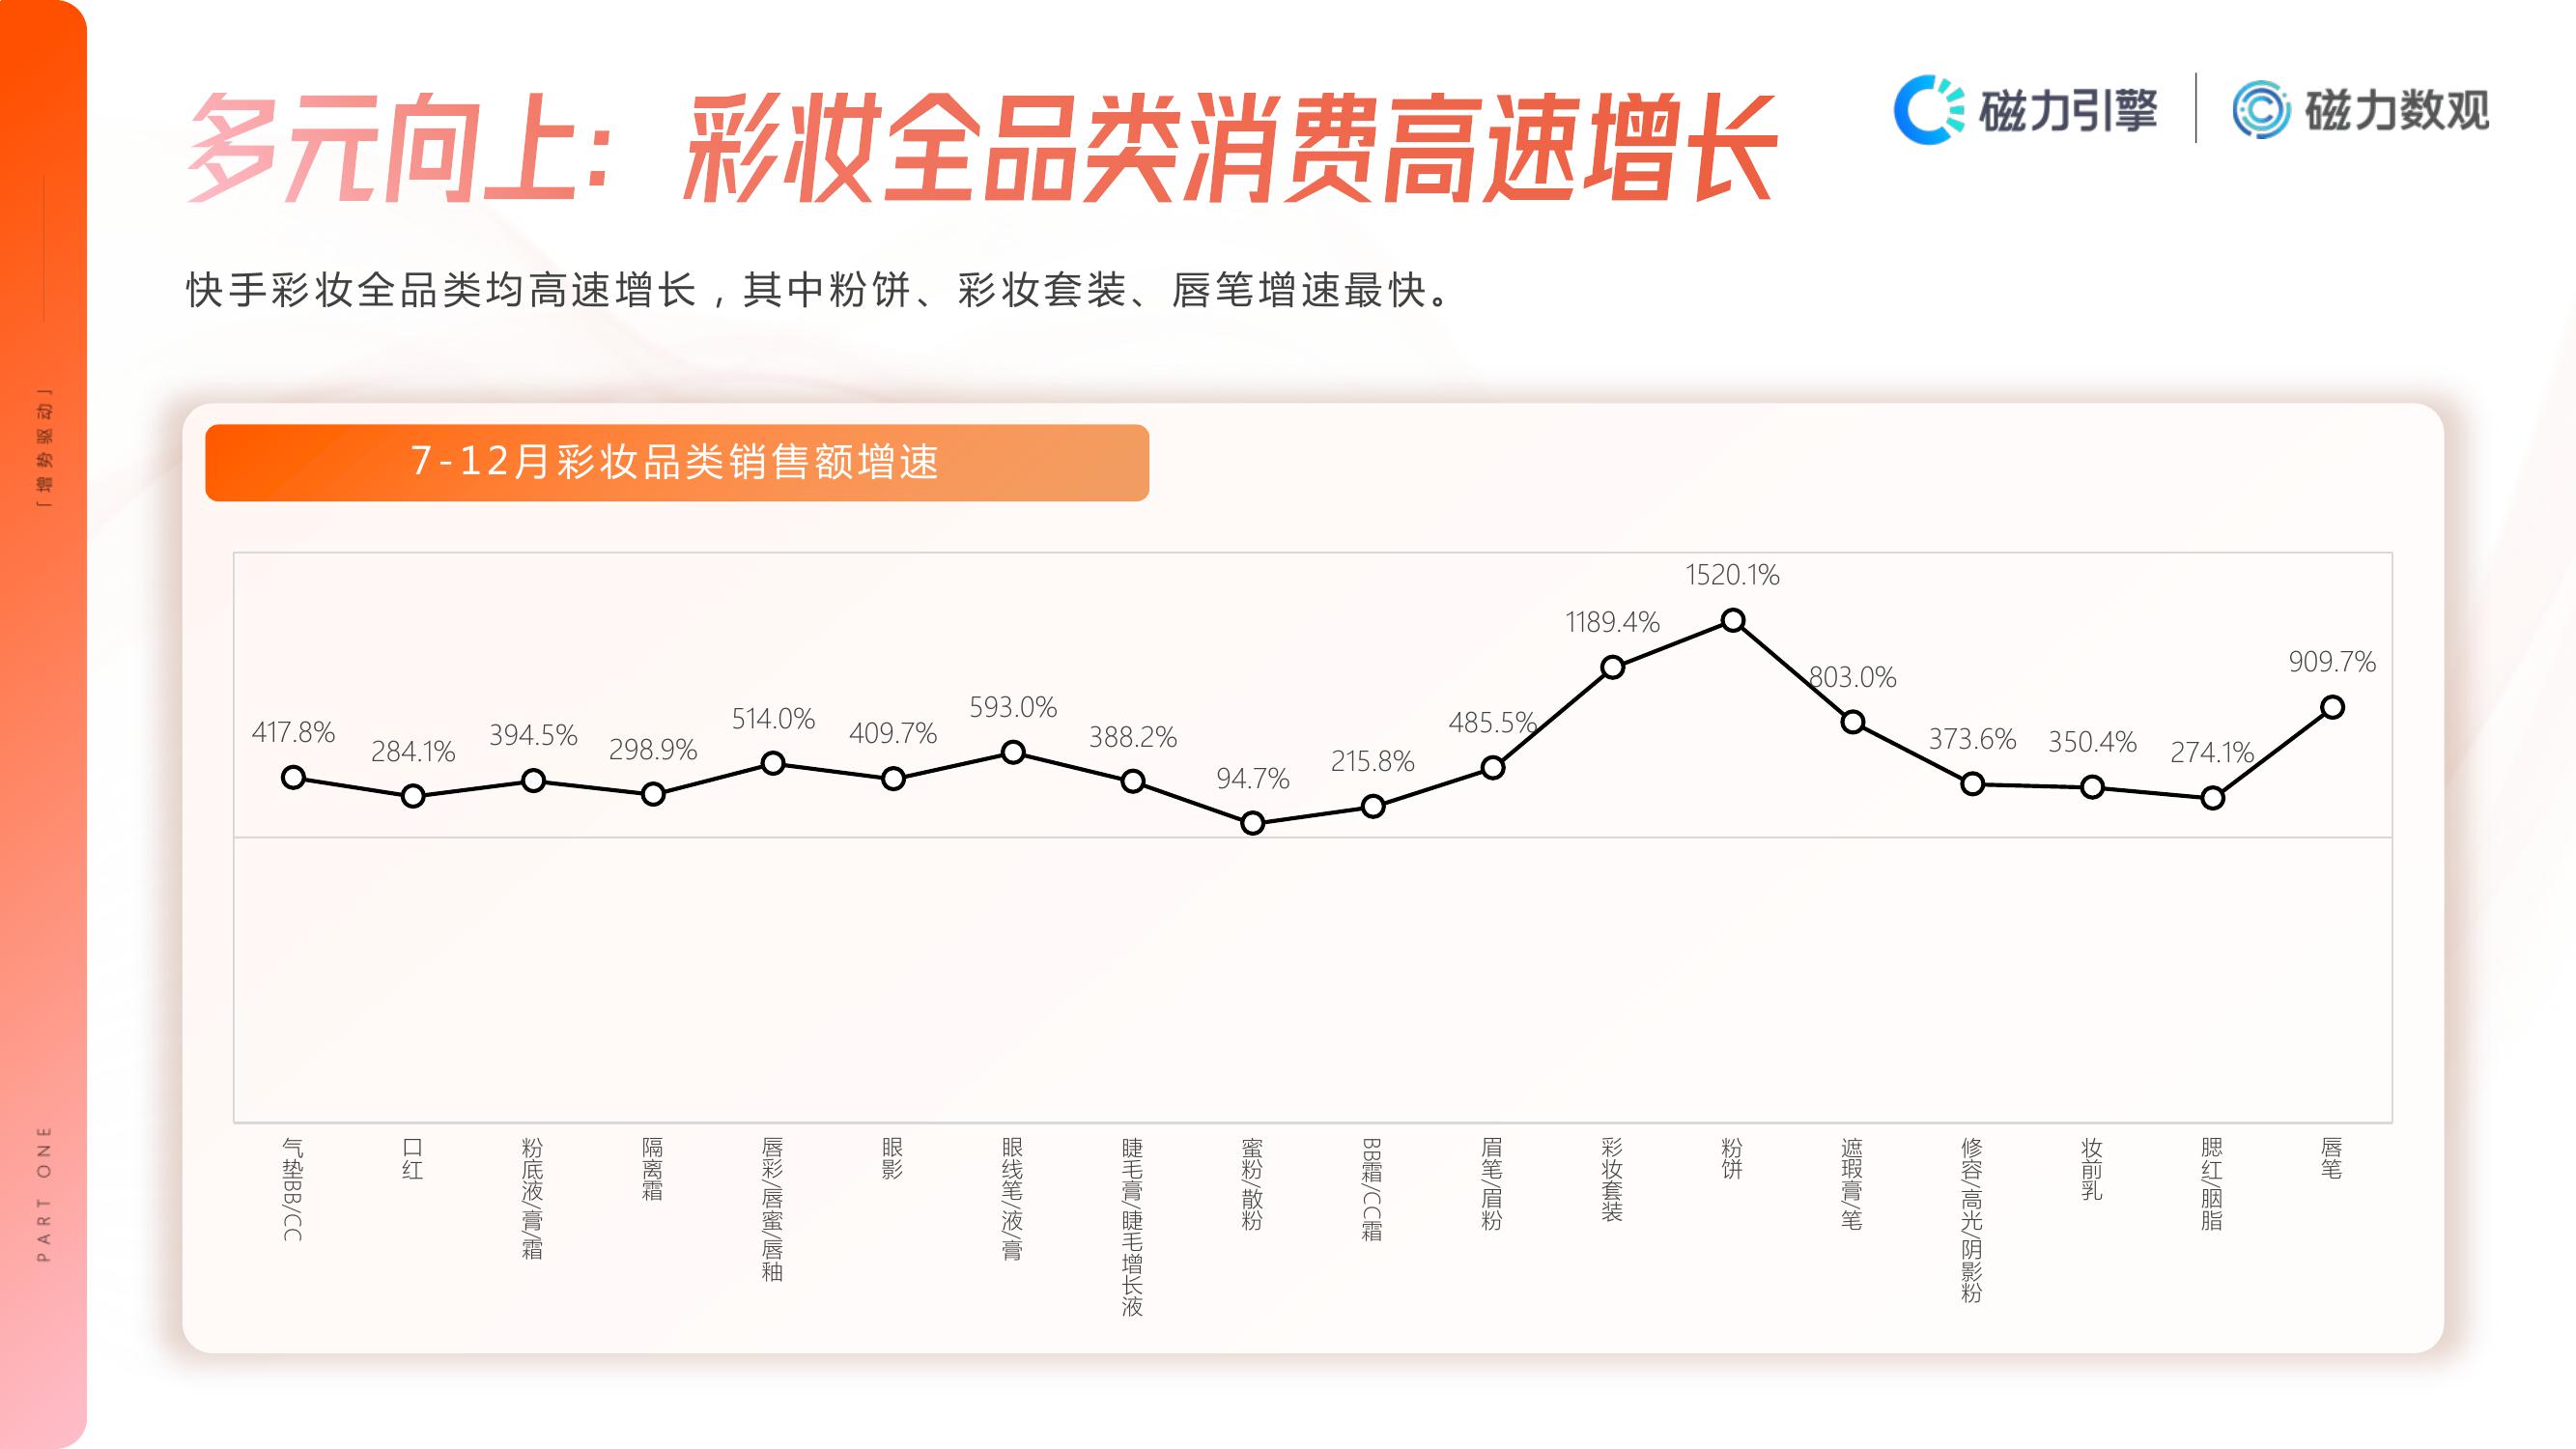 多元向上：彩妆全品类消费高速增长
磁力引擎
磁力数观
快手彩妆全品类均高速增长，其中粉饼、彩妆套装、唇笔增速最快。
「增势驱动」
PART ONE
7-12月彩妆品类销售额增速
417.8%
284.1%
394.5%
298.9%
514.0%
409.7%
593.0%
388.2%
94.7%
215.8%
485.5%
1189.4%
1520.1%
803.0%
373.6%
350.4%
274.1%
909.7%
气垫BB/CC
口红
粉底液/膏/霜
隔离霜
唇彩/唇蜜/唇釉
眼影
眼线笔/液/膏
睫毛膏/睫毛增长液
蜜粉/散粉
BB霜/CC霜
眉笔/眉粉
彩妆套装
粉饼
遮瑕膏/笔
修容/高光/阴影粉
妆前乳
腮红/胭脂
唇笔